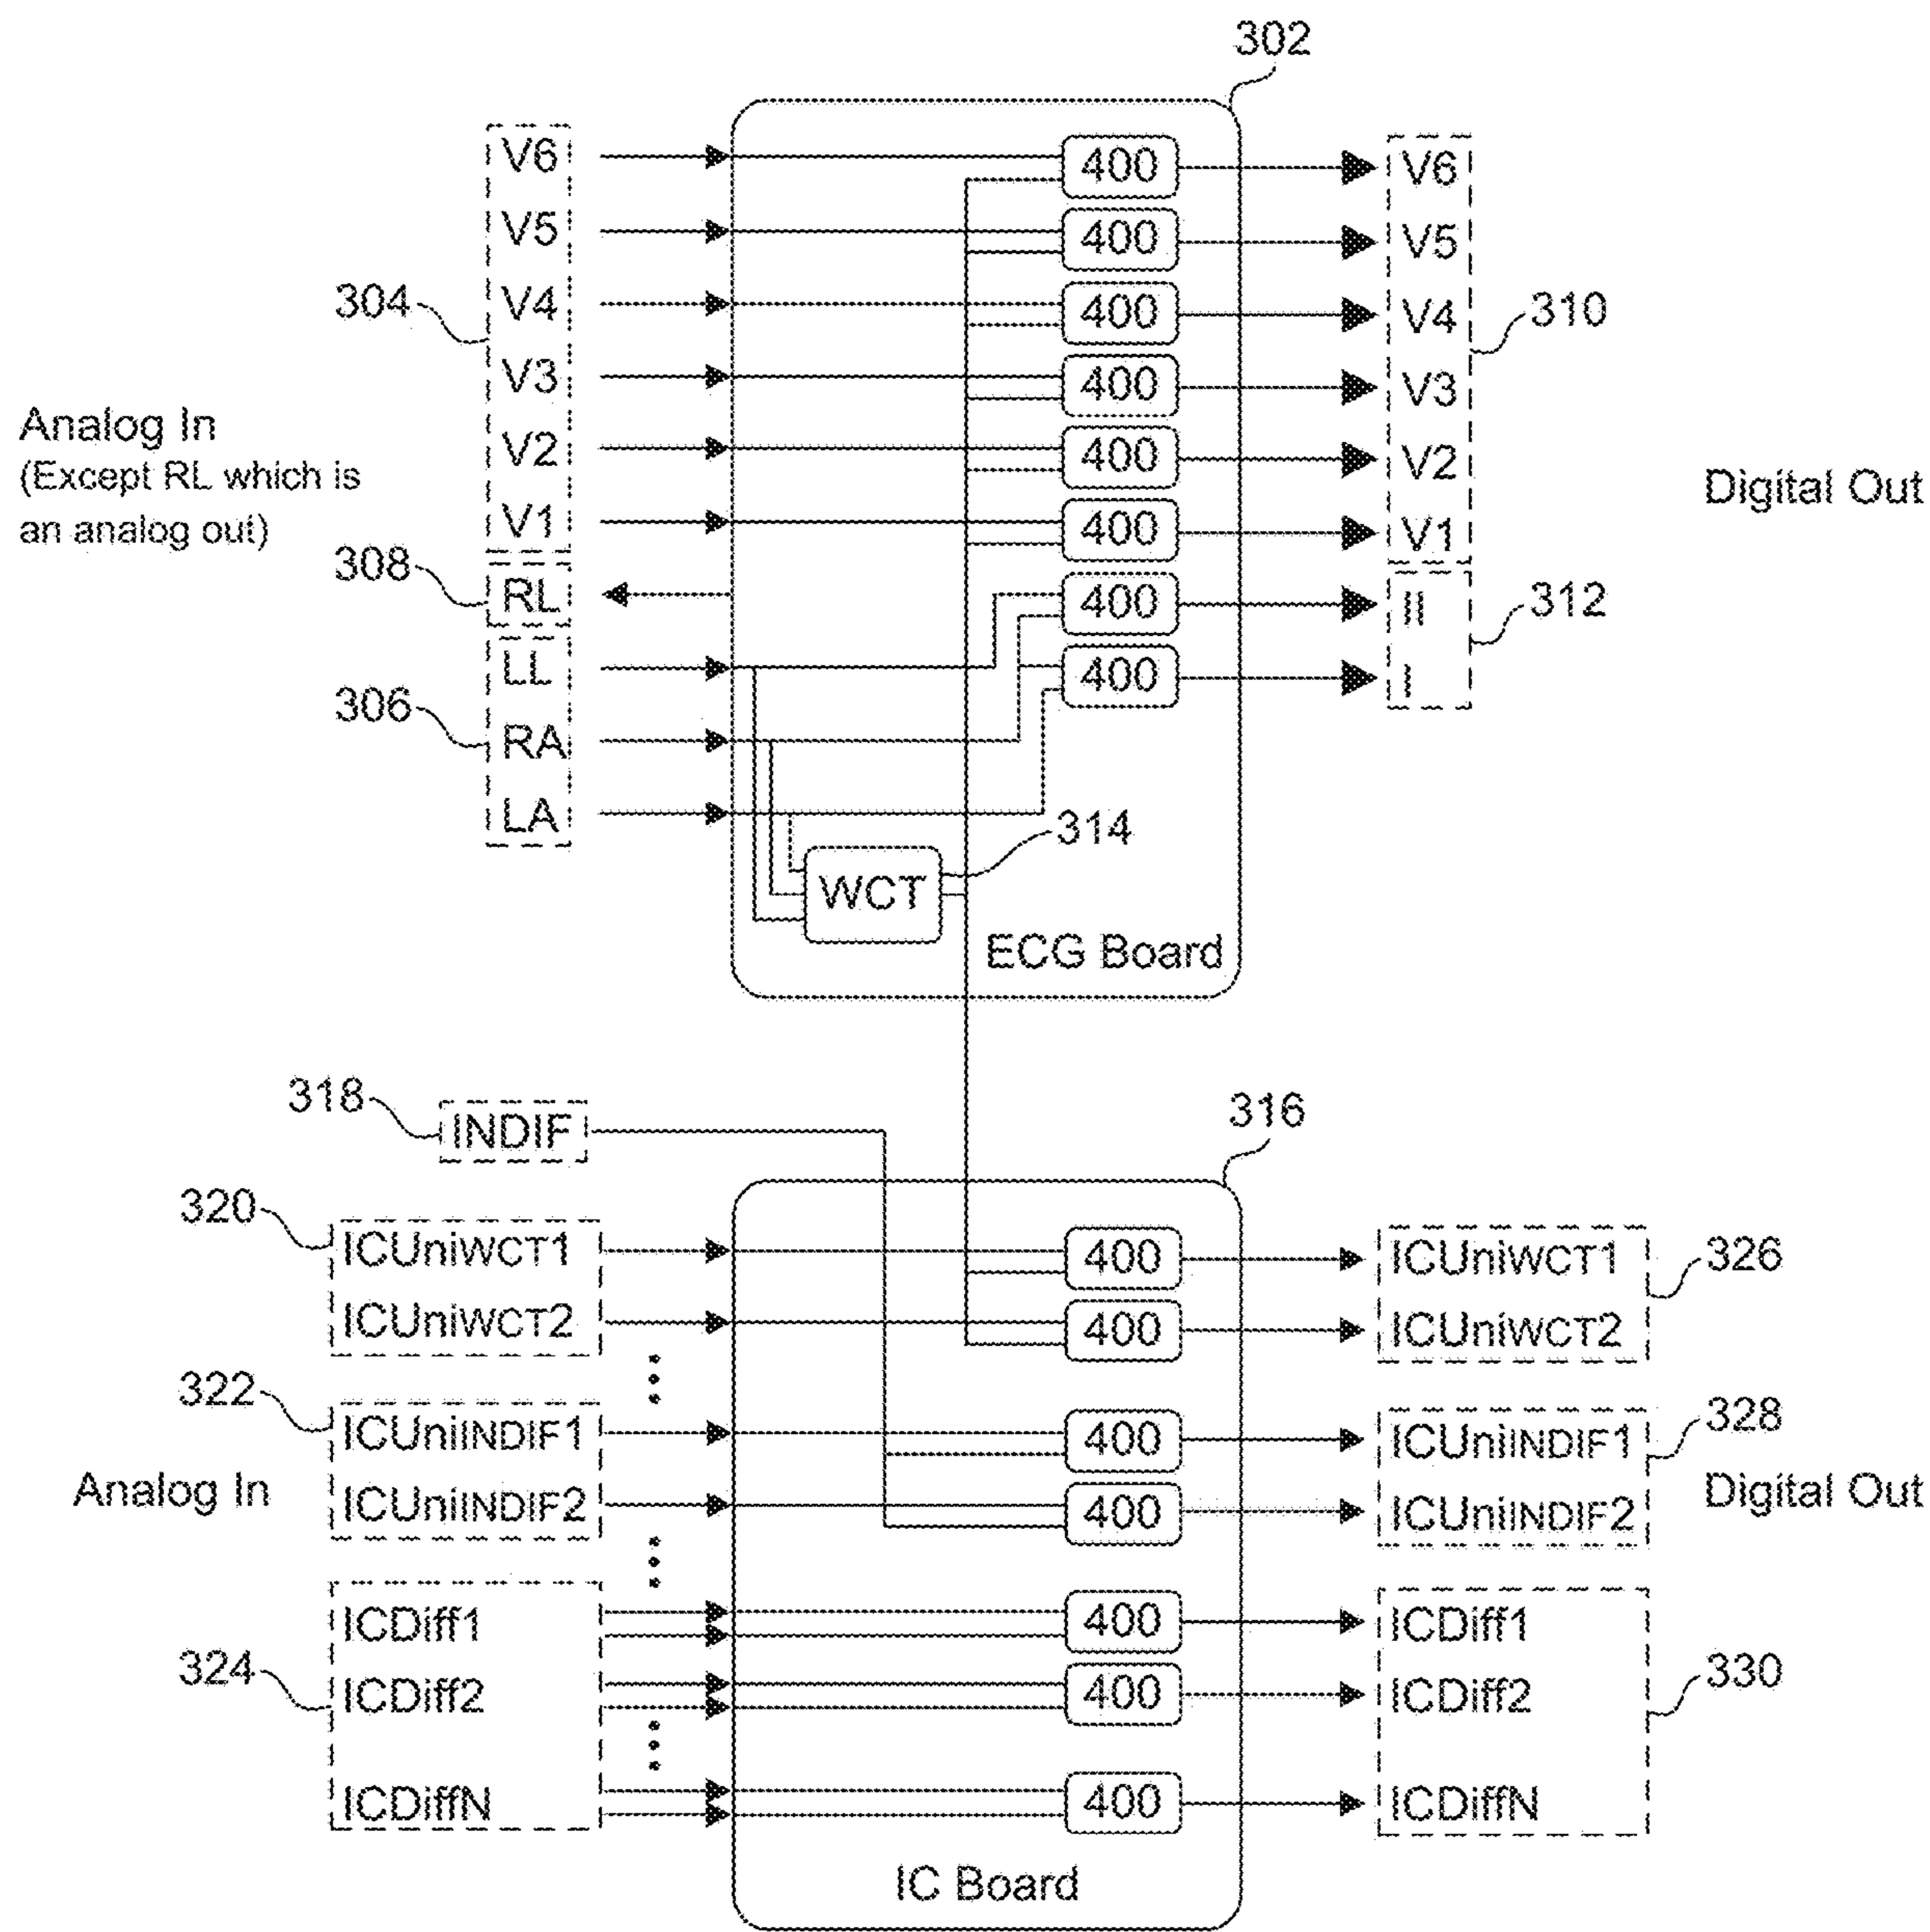 302
V6 400 V6
V5 400 V5
304 V4 400 V4 310
V3 400 V3
Analog In
(Except RL which is
an analog out)
V2 400 V2
Digital Out
V1 400 V1
308 RL 400 II 312
LL 400 I
306 RA
LA
314
WCT
ECG Board
318 INDIF
316
320 ICUniWCT1 400 ICUniWCT1 326
ICUniWCT2 400 ICUniWCT2
322 ICUniINDIF1 400 ICUniINDIF1 328
Analog In ICUniINDIF2 400 ICUniINDIF2 Digital Out
ICDiff1 400 ICDiff1
324 ICDiff2 400 ICDiff2 330
ICDiffN 400 ICDiffN
IC Board